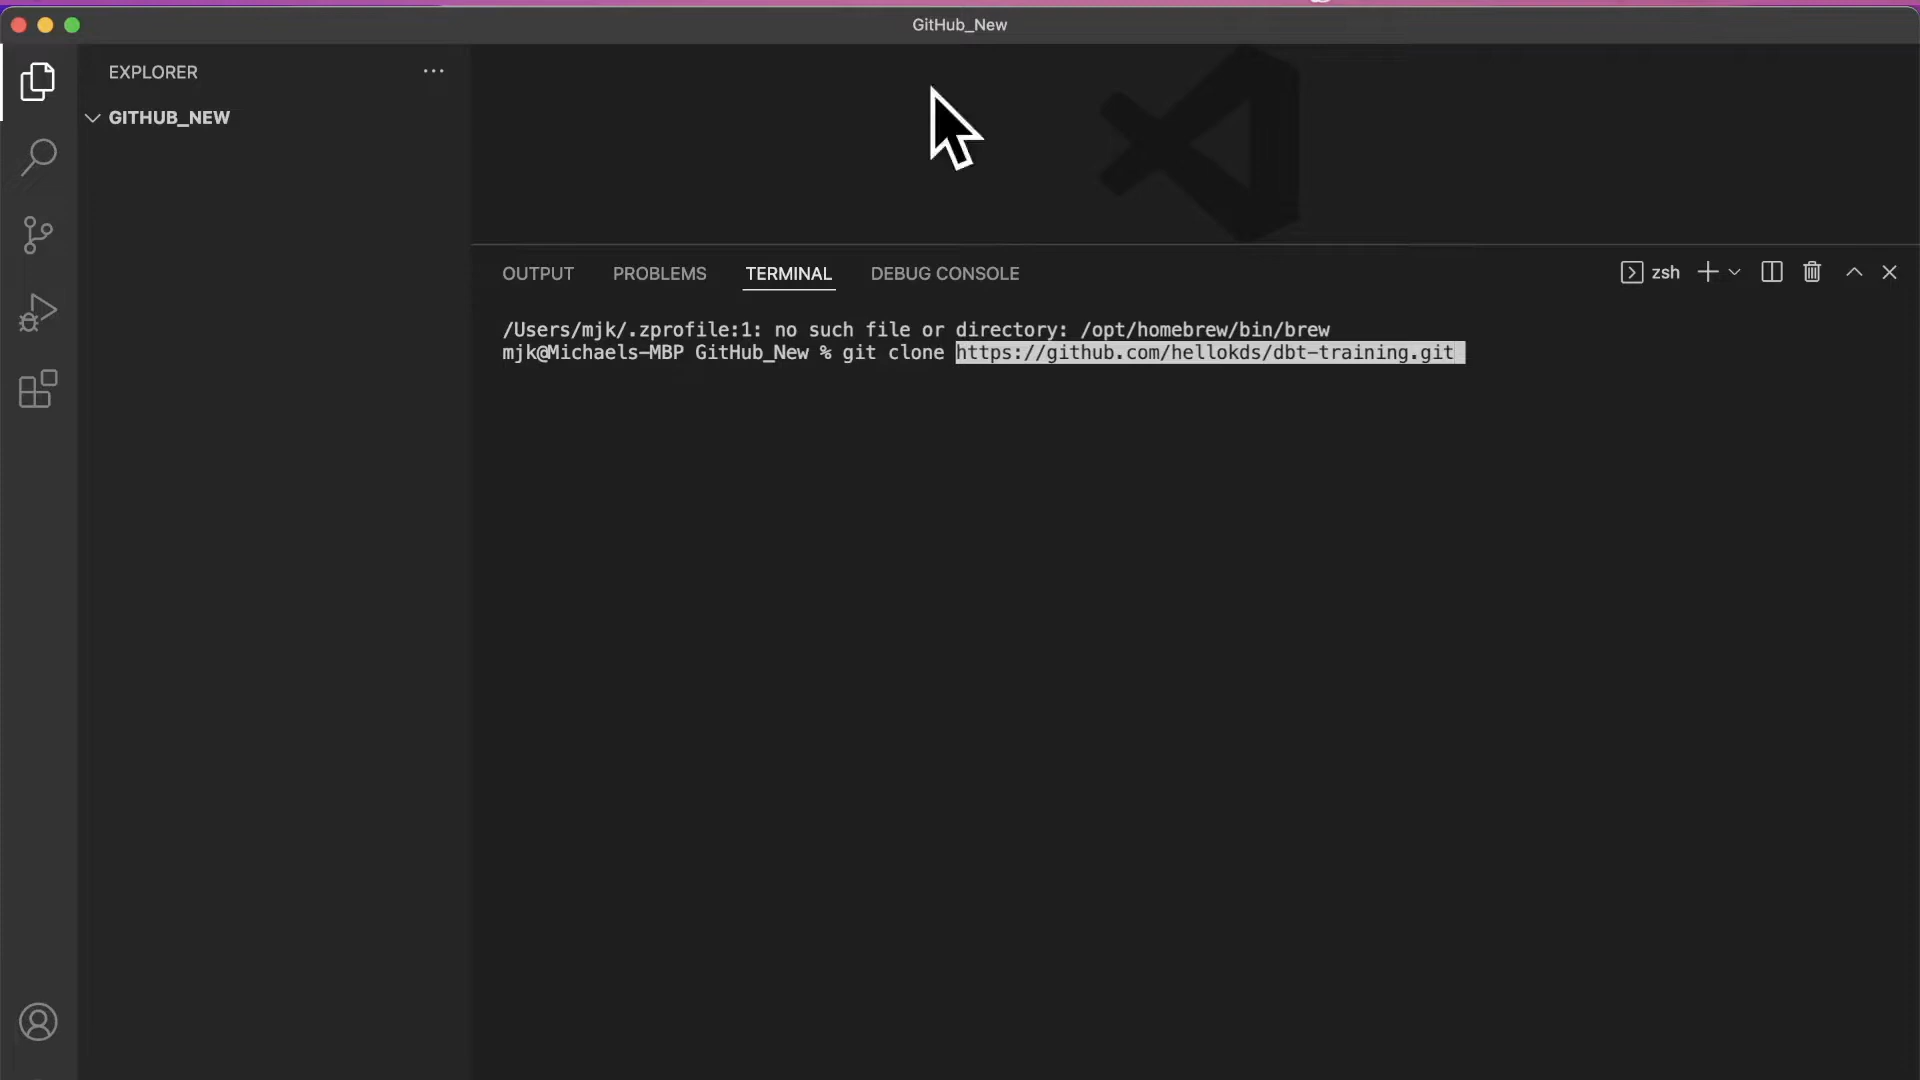 GitHub_New
EXPLORER
GITHUB_NEW
OUTPUT PROBLEMS TERMINAL DEBUG CONSOLE
zsh
/Users/mjk/.zprofile:1: no such file or directory: /opt/homebrew/bin/brew
mjk@Michaels-MBP GitHub_New % git clone https://github.com/hellokds/dbt-training.git